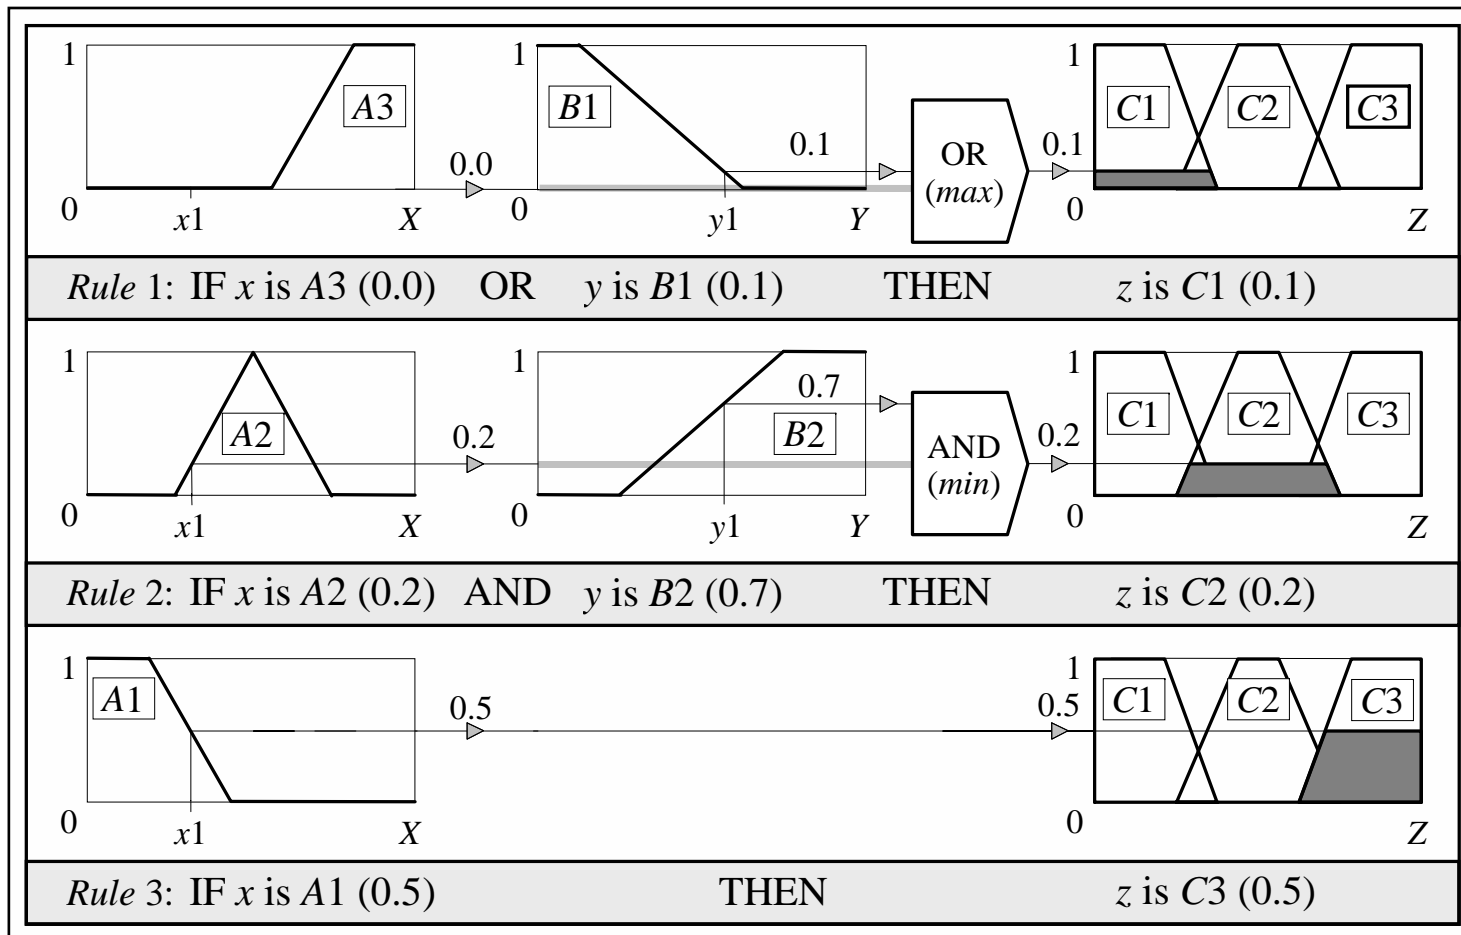 1 1 1
A3 B1 C1 C2 C3
0.0 0.1 OR 0.1
(max)
0 x1 X 0 y1 Y 0 Z
Rule 1: IF x is A3 (0.0) OR y is B1 (0.1) THEN z is C1 (0.1)
1 1 1
0.7
A2 B2 C1 C2 C3
0.2 AND 0.2
(min)
0 x1 X 0 y1 Y 0 Z
Rule 2: IF x is A2 (0.2) AND y is B2 (0.7) THEN z is C2 (0.2)
1 1
A1 C1 C2 C3
0.5 0.5
0 x1 X 0 Z
Rule 3: IF x is A1 (0.5) THEN z is C3 (0.5)